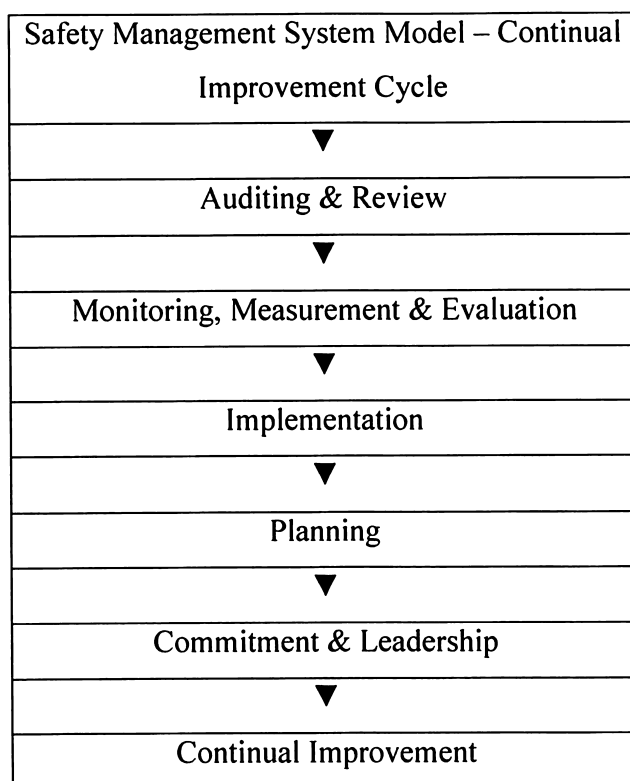 Safety Management System Model – Continual
Improvement Cycle
▼
Auditing & Review
▼
Monitoring, Measurement & Evaluation
▼
Implementation
▼
Planning
▼
Commitment & Leadership
▼
Continual Improvement